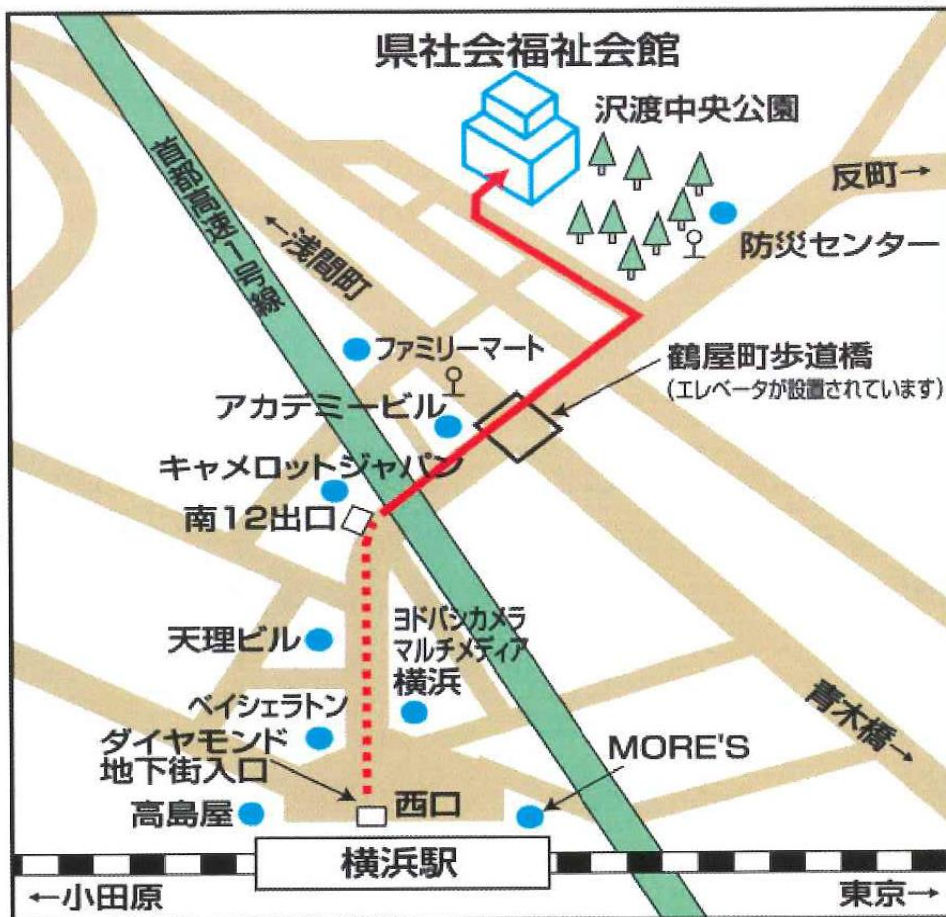 県社会福祉会館
沢渡中央公園
反町→
防災センター
首都高速1号線
←浅間町
ファミリーマート
鶴屋町歩道橋
(エレベータが設置されています)
アカデミービル
キャメロットジャパン
南12出口
ヨドバシカメラ
マルチメディア
横浜
天理ビル
ベイシェラトン
ダイヤモンド
地下街入口
青木橋→
MORE'S
高島屋
西口
横浜駅
←小田原
東京→